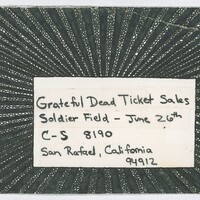 Grateful Dead Ticket Sales
Soldier Field - June 26th
C-S 8190
San Rafael, California
94912